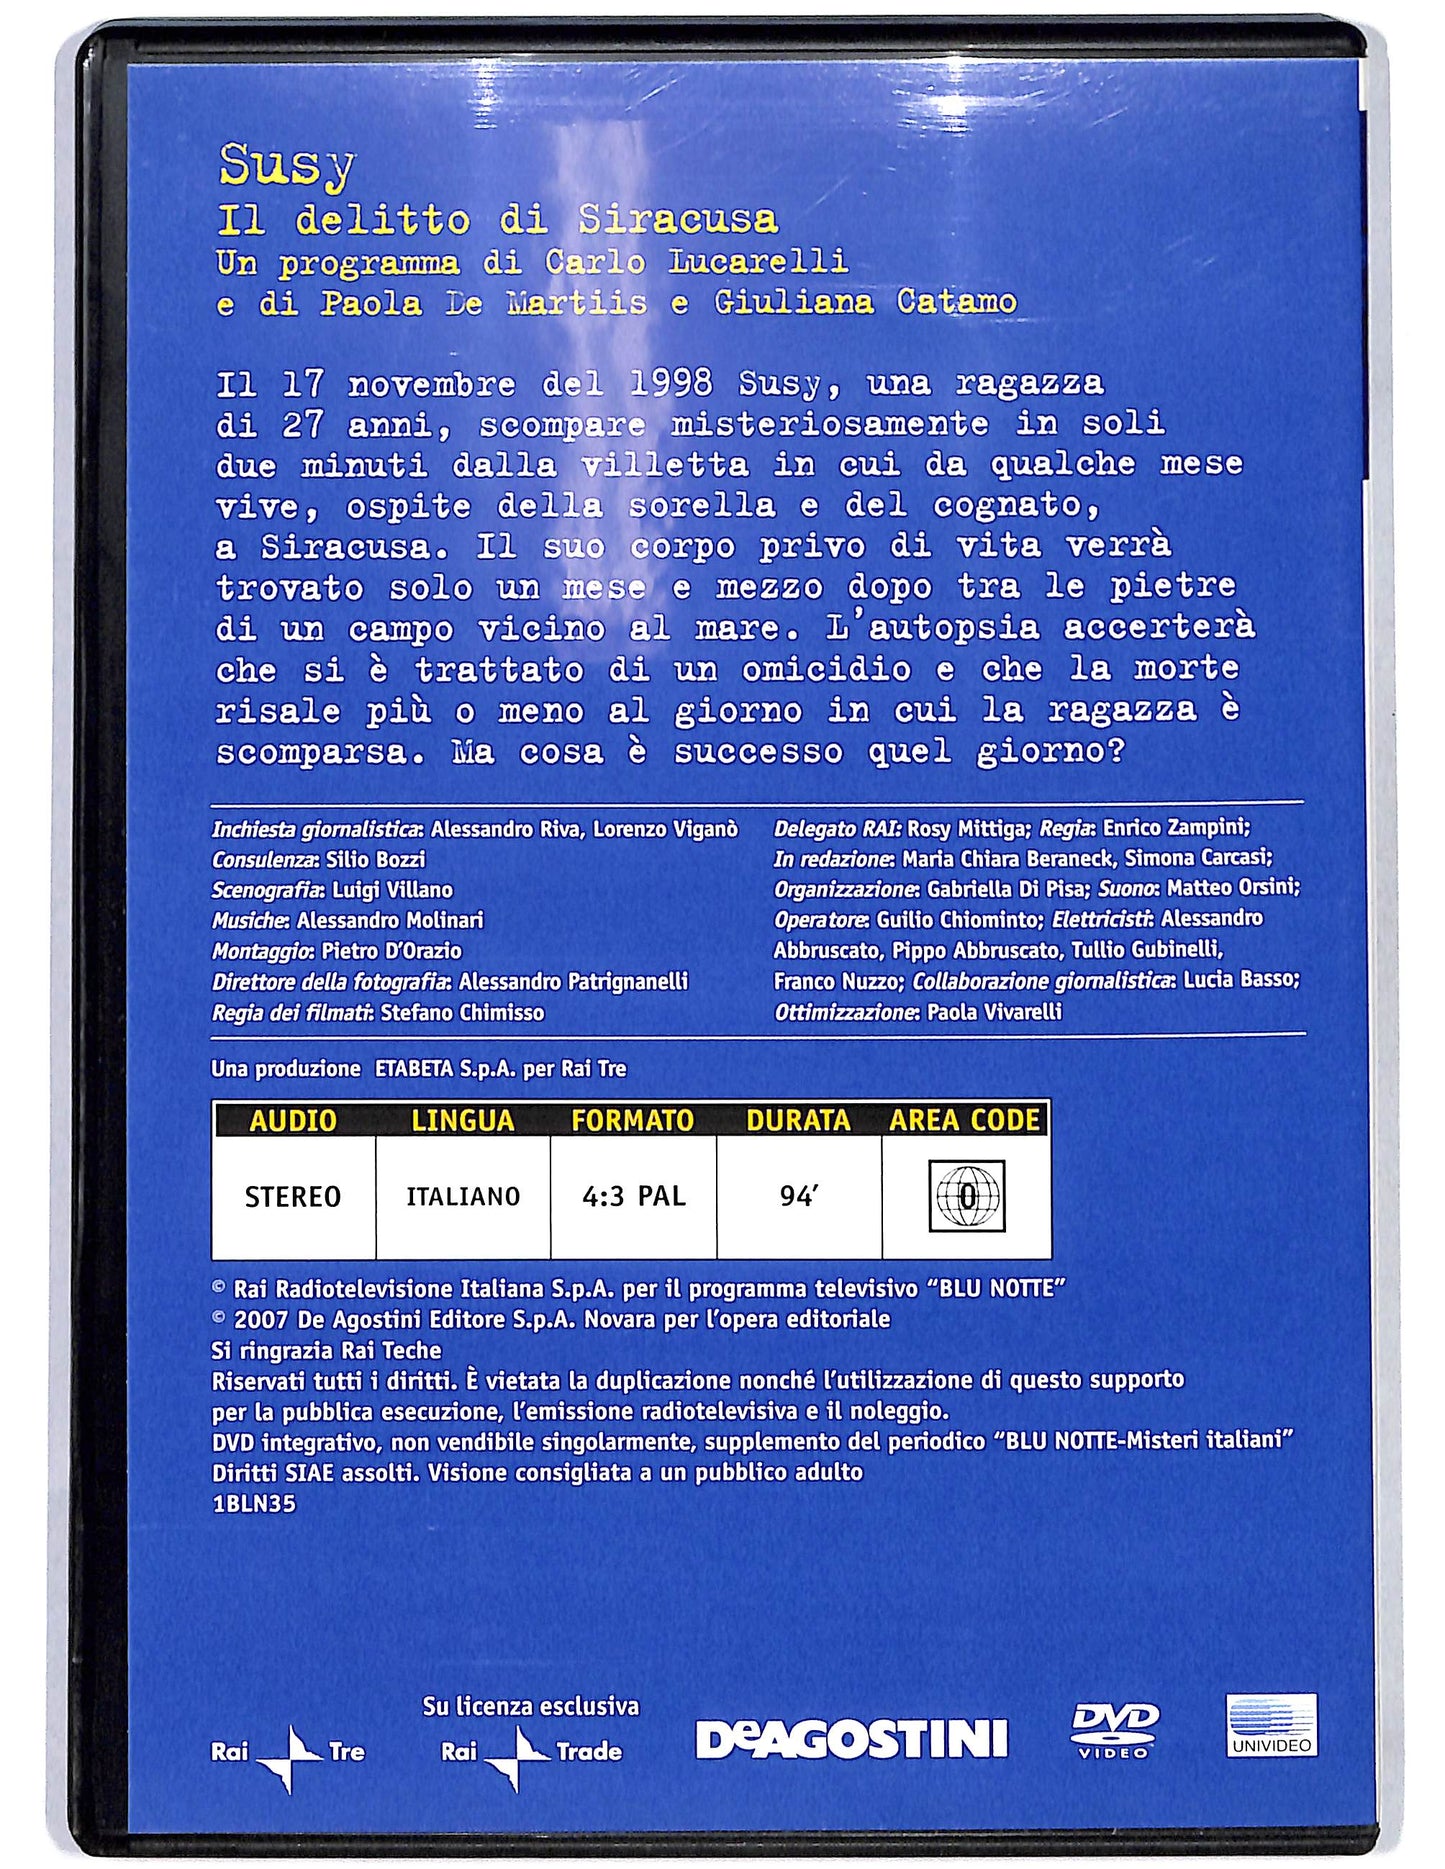 Susy
Il delitto di Siracusa
Un programma di Carlo Lucarelli
e di Paola De Martiis e Giuliana Catamo
Il 17 novembre del 1998 Susy, una ragazza
di 27 anni, scompare misteriosamente in soli
due minuti dalla villetta in cui da qualche mese
vive, ospite della sorella e del cognato,
a Siracusa. Il suo corpo privo di vita verrà
trovato solo un mese e mezzo dopo tra le pietre
di un campo vicino al mare. L'autopsia accerterà
che si è trattato di un omicidio e che la morte
risale più o meno al giorno in cui la ragazza è
scomparsa. Ma cosa è successo quel giorno?
Inchiesta giornalistica: Alessandro Riva, Lorenzo Viganò
Consulenza: Silio Bozzi
Scenografia: Luigi Villano
Musiche: Alessandro Molinari
Montaggio: Pietro D'Orazio
Direttore della fotografia: Alessandro Patrignanelli
Regia dei filmati: Stefano Chimisso
Delegato RAI: Rosy Mittiga; Regia: Enrico Zampini;
In redazione: Maria Chiara Beraneck, Simona Carcasi;
Organizzazione: Gabriella Di Pisa; Suono: Matteo Orsini;
Operatore: Guilio Chiominto; Elettricisti: Alessandro
Abbruscato, Pippo Abbruscato, Tullio Gubinelli,
Franco Nuzzo; Collaborazione giornalistica: Lucia Basso;
Ottimizzazione: Paola Vivarelli
Una produzione ETABETA S.p.A. per Rai Tre
AUDIO LINGUA FORMATO DURATA AREA CODE
STEREO ITALIANO 4:3 PAL 94' 0
© Rai Radiotelevisione Italiana S.p.A. per il programma televisivo “BLU NOTTE”
© 2007 De Agostini Editore S.p.A. Novara per l'opera editoriale
Si ringrazia Rai Teche
Riservati tutti i diritti. È vietata la duplicazione nonché l'utilizzazione di questo supporto
per la pubblica esecuzione, l'emissione radiotelevisiva e il noleggio.
DVD integrativo, non vendibile singolarmente, supplemento del periodico “BLU NOTTE-Misteri italiani”
Diritti SIAE assolti. Visione consigliata a un pubblico adulto
1BLN35
Su licenza esclusiva
Rai Tre Rai Trade DeAGOSTINI DVD VIDEO UNIVIDEO